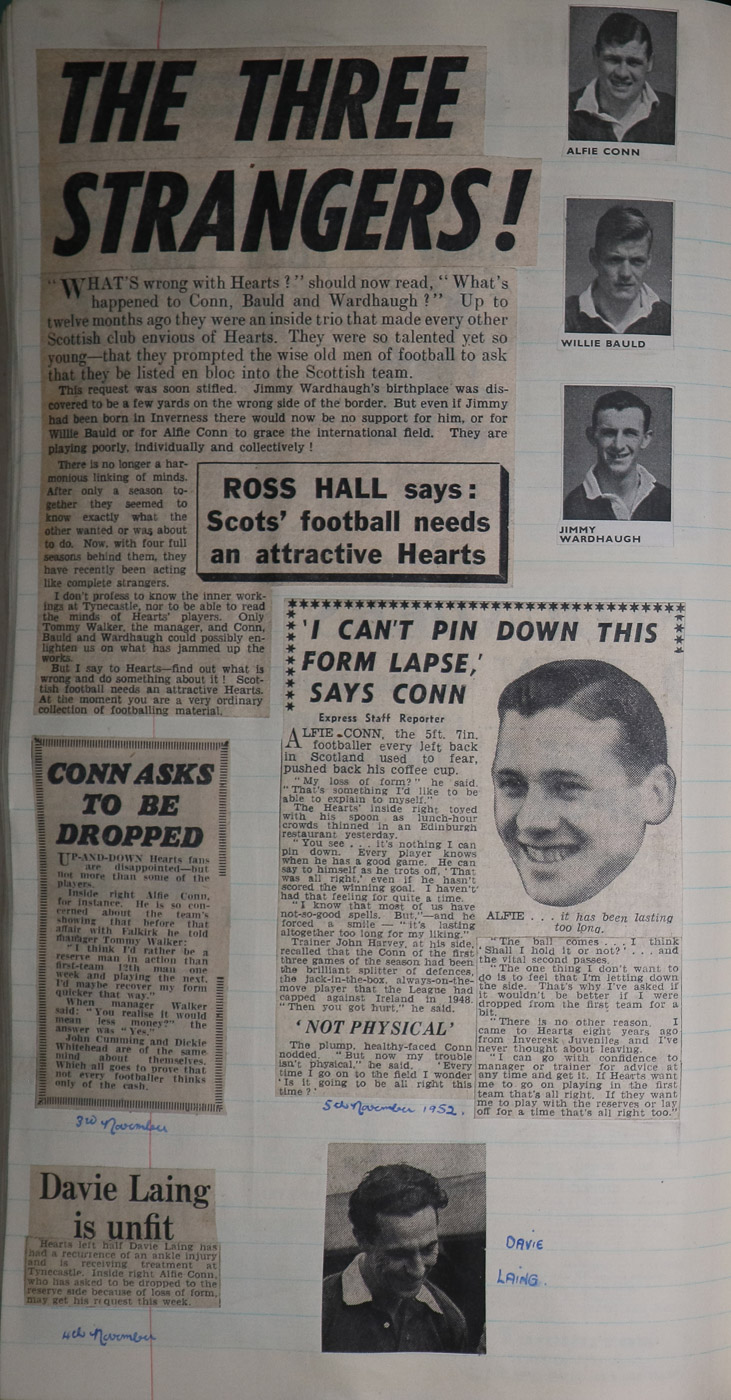 THE THREE
STRANGERS!
"WHAT'S wrong with Hearts?" should now read, "What's
happened to Conn, Bauld and Wardhaugh?" Up to
twelve months ago they were an inside trio that made every other
Scottish club envious of Hearts. They were so talented yet so
young—that they prompted the wise old men of football to ask
that they be listed en bloc into the Scottish team.
This request was soon stifled. Jimmy Wardhaugh's birthplace was dis-
covered to be a few yards on the wrong side of the border. But even if Jimmy
had been born in Inverness there would now be no support for him, or for
Willie Bauld or for Alfie Conn to grace the international field. They are
playing poorly, individually and collectively!
There is no longer a har-
monious linking of minds.
After only a season to-
gether they seemed to
know exactly what the
other wanted or was about
to do. Now, with four full
seasons behind them, they
have recently been acting
like complete strangers.
I don't profess to know the inner work-
ings at Tynecastle, nor to be able to read
the minds of Hearts' players. Only
Tommy Walker, the manager, and Conn,
Bauld and Wardhaugh could possibly en-
lighten us on what has jammed up the
works.
But I say to Hearts—find out what is
wrong and do something about it! Scot-
tish football needs an attractive Hearts.
At the moment you are a very ordinary
collection of footballing material.
ROSS HALL says:
Scots' football needs
an attractive Hearts
ALFIE CONN
WILLIE BAULD
JIMMY
WARDHAUGH
'I CAN'T PIN DOWN THIS
FORM LAPSE,'
SAYS CONN
Express Staff Reporter
ALFIE CONN, the 5ft. 7in.
footballer every left back
in Scotland used to fear,
pushed back his coffee cup.
"My loss of form?" he said.
"That's something I'd like to be
able to explain to myself."
The Hearts' inside right toyed
with his spoon as lunch-hour
crowds thinned in an Edinburgh
restaurant yesterday.
"You see . . . it's nothing I can
pin down. Every player knows
when he has a good game. He can
say to himself as he trots off, 'That
was all right,' even if he hasn't
scored the winning goal. I haven't
had that feeling for quite a time.
"I know that most of us have
not-so-good spells. But,"—and he
forced a smile — "it's lasting
altogether too long for my liking."
Trainer John Harvey, at his side,
recalled that the Conn of the first
three games of the season had been
the brilliant splitter of defences,
the jack-in-the-box, always-on-the-
move player that the League had
capped against Ireland in 1948.
"Then you got hurt," he said.
'NOT PHYSICAL'
The plump, healthy-faced Conn
nodded. "But now my trouble
isn't physical," he said. 'Every
time I go on to the field I wonder
'Is it going to be all right this
time?'
ALFIE . . . it has been lasting
too long.
"The ball comes . . . I think
'Shall I hold it or not?' . . . and
the vital second passes.
"The one thing I don't want to
do is to feel that I'm letting down
the side. That's why I've asked if
it wouldn't be better if I were
dropped from the first team for a
bit.
"There is no other reason. I
came to Hearts eight years ago
from Inveresk Juveniles and I've
never thought about leaving.
"I can go with confidence to
manager or trainer for advice at
any time and get it. If Hearts want
me to go on playing in the first
team that's all right. If they want
me to play with the reserves or lay
off for a time that's all right too."
5th November 1952.
CONN ASKS
TO BE
DROPPED
UP-AND-DOWN Hearts fans
are disappointed—but
not more than some of the
players.
Inside right Alfie Conn,
for instance. He is so con-
cerned about the team's
showing that before that
affair with Falkirk he told
manager Tommy Walker:
"I think I'd rather be a
reserve man in action than
first-team 12th man one
week and playing the next.
I'd maybe recover my form
quicker that way."
When manager Walker
said: "You realise it would
mean less money?" the
answer was "Yes."
John Cumming and Dickie
Whitehead are of the same
mind about themselves.
Which all goes to prove that
not every footballer thinks
only of the cash.
3rd November
Davie Laing
is unfit
Hearts left half Davie Laing has
had a recurrence of an ankle injury
and is receiving treatment at
Tynecastle. Inside right Alfie Conn,
who has asked to be dropped to the
reserve side because of loss of form,
may get his request this week.
4th November
DAVIE
LAING.